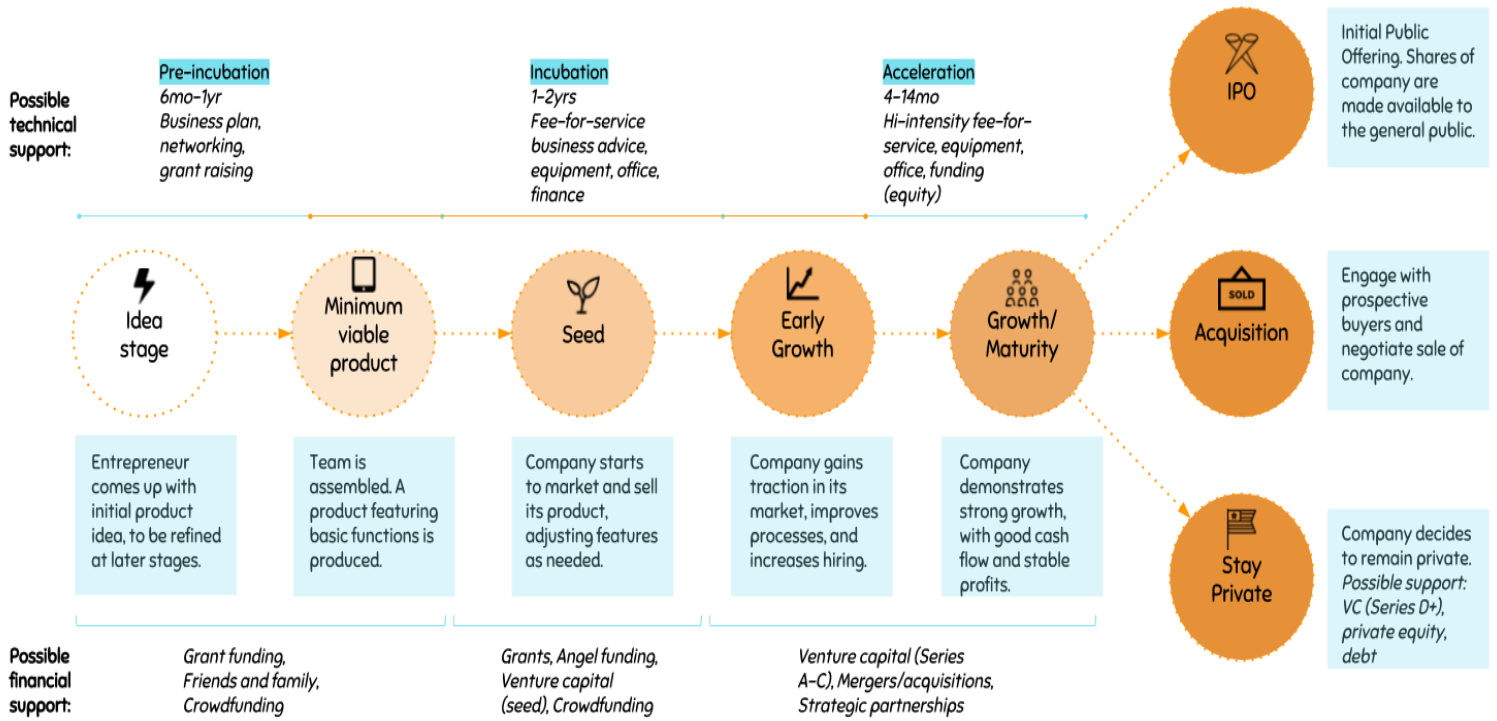 Possible
technical
support:
Pre-incubation
6mo-1yr
Business plan,
networking,
grant raising
Incubation
1-2yrs
Fee-for-service
business advice,
equipment, office,
finance
Acceleration
4-14mo
Hi-intensity fee-for-
service, equipment,
office, funding
(equity)
IPO
Initial Public
Offering. Shares of
company are
made available to
the general public.
Idea
stage
Minimum
viable
product
Seed
Early
Growth
Growth/
Maturity
SOLD
Acquisition
Engage with
prospective
buyers and
negotiate sale of
company.
Entrepreneur
comes up with
initial product
idea, to be refined
at later stages.
Team is
assembled. A
product featuring
basic functions is
produced.
Company starts
to market and sell
its product,
adjusting features
as needed.
Company gains
traction in its
market, improves
processes, and
increases hiring.
Company
demonstrates
strong growth,
with good cash
flow and stable
profits.
Stay
Private
Company decides
to remain private.
Possible support:
VC (Series D+),
private equity,
debt
Possible
financial
support:
Grant funding,
Friends and family,
Crowdfunding
Grants, Angel funding,
Venture capital
(seed), Crowdfunding
Venture capital (Series
A-C), Mergers/acquisitions,
Strategic partnerships